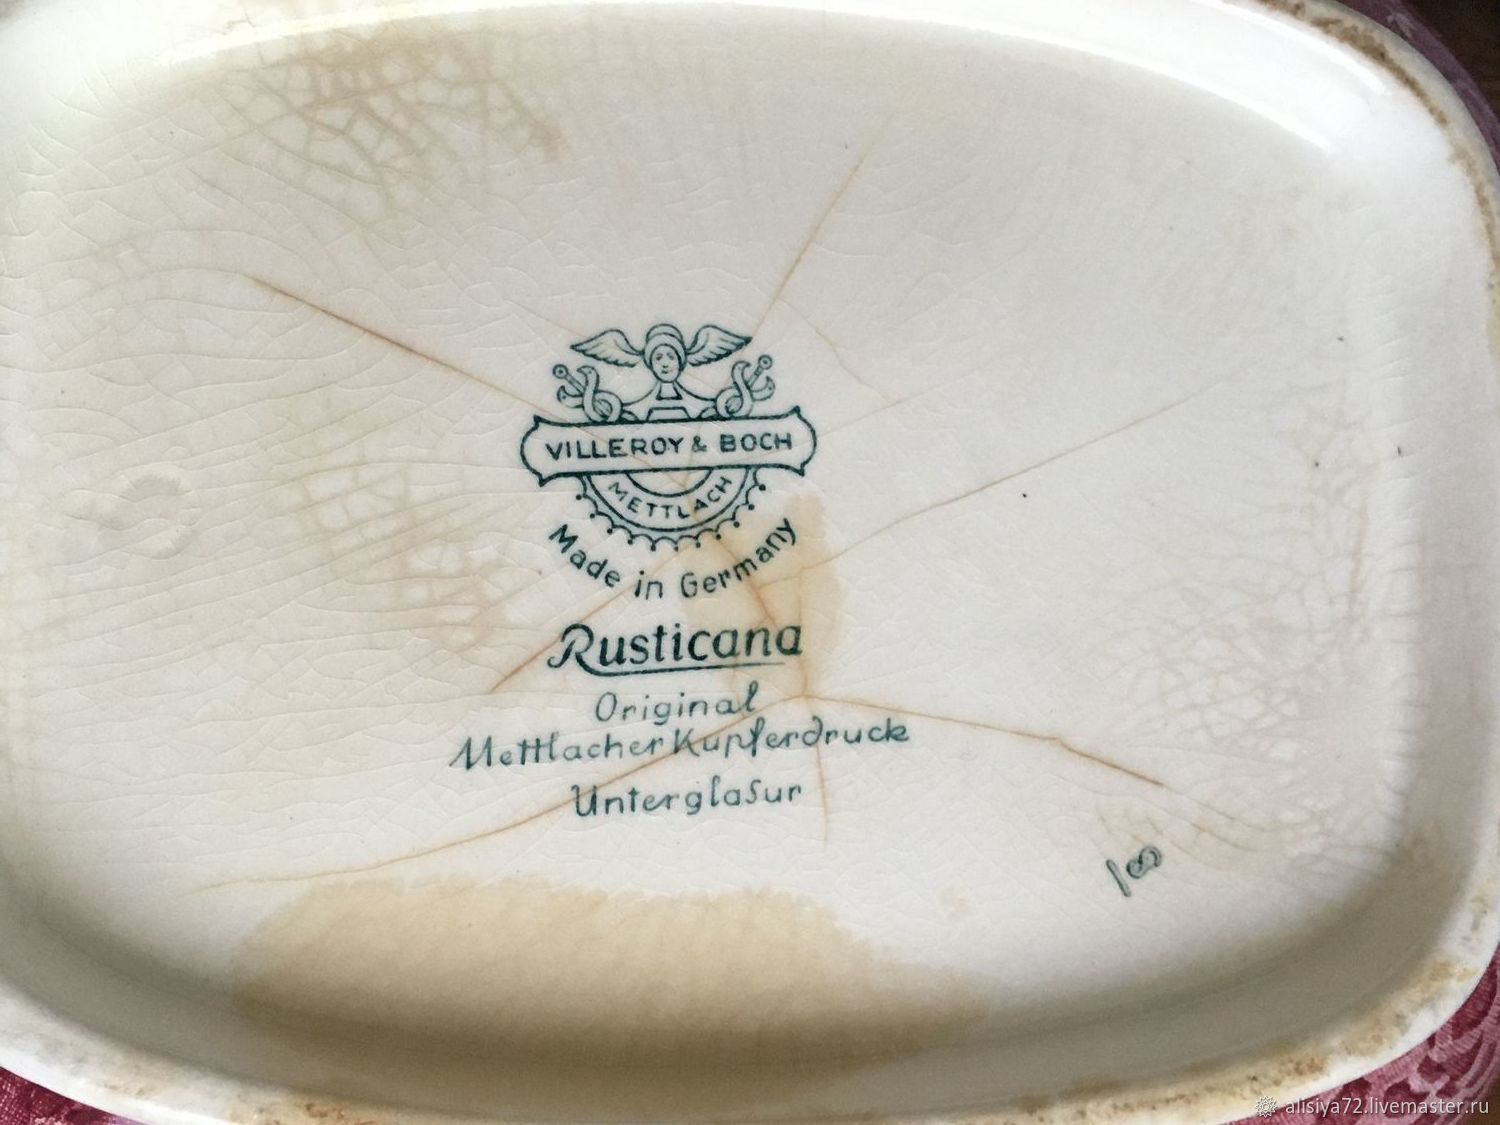 VILLEROY & BOCH
METTLACH
Made in Germany
Rusticana
Original
Mettlacher Kupferdruck
Unterglasur
alisiya72.livemaster.ru